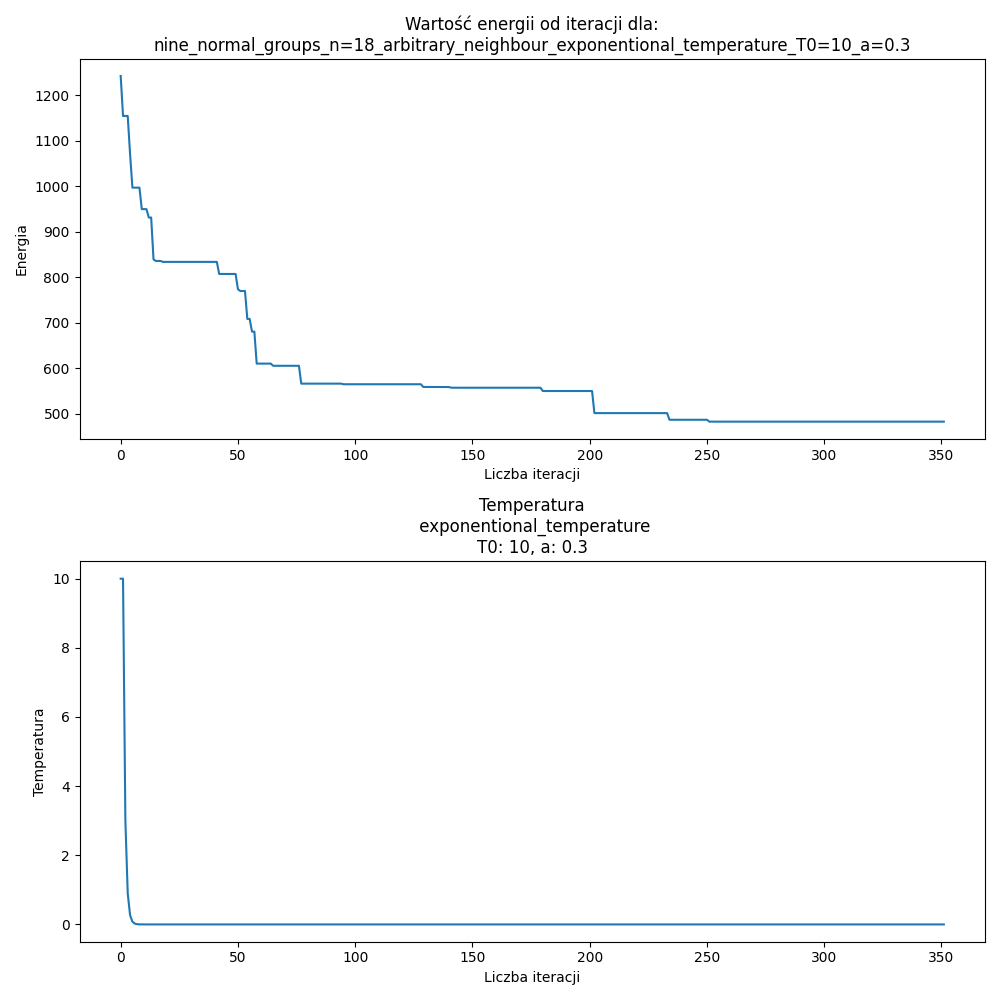 Wartość energii od iteracji dla:
nine_normal_groups_n=18_arbitrary_neighbour_exponentional_temperature_T0=10_a=0.3
1200
1100
1000
900
800
700
600
500
Energia
0 50 100 150 200 250 300 350
Liczba iteracji
Temperatura
exponentional_temperature
T0: 10, a: 0.3
10
8
6
4
2
0
Temperatura
0 50 100 150 200 250 300 350
Liczba iteracji